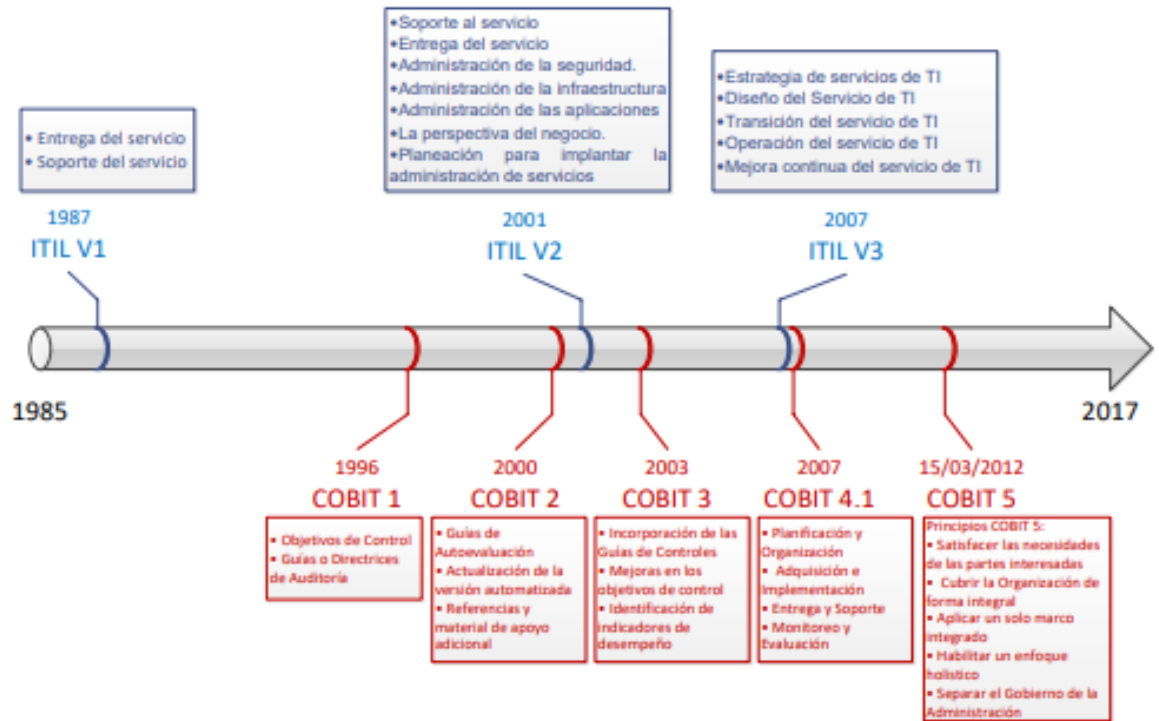 •Soporte al servicio
•Entrega del servicio
•Administración de la seguridad.
•Administración de la infraestructura
•Administración de las aplicaciones
•La perspectiva del negocio.
•Planeación para implantar la
administración de servicios
•Estrategia de servicios de TI
•Diseño del Servicio de TI
•Transición del servicio de TI
•Operación del servicio de TI
•Mejora continua del servicio de TI
• Entrega del servicio
• Soporte del servicio
1987
ITIL V1
2001
ITIL V2
2007
ITIL V3
1985
2017
1996
COBIT 1
2000
COBIT 2
2003
COBIT 3
2007
COBIT 4.1
15/03/2012
COBIT 5
▪ Objetivos de Control
▪ Guías o Directrices
de Auditoría
▪ Guías de
Autoevaluación
▪ Actualización de la
versión automatizada
▪ Referencias y
material de apoyo
adicional
▪ Incorporación de las
Guías de Controles
▪ Mejoras en los
objetivos de control
▪ Identificación de
indicadores de
desempeño
▪ Planificación y
Organización
▪ Adquisición e
Implementación
▪ Entrega y Soporte
▪ Monitoreo y
Evaluación
Principios COBIT 5:
▪ Satisfacer las necesidades
de las partes interesadas
▪ Cubrir la Organización de
forma integral
▪ Aplicar un solo marco
integrado
▪ Habilitar un enfoque
holistico
▪ Separar el Gobierno de la
Administración